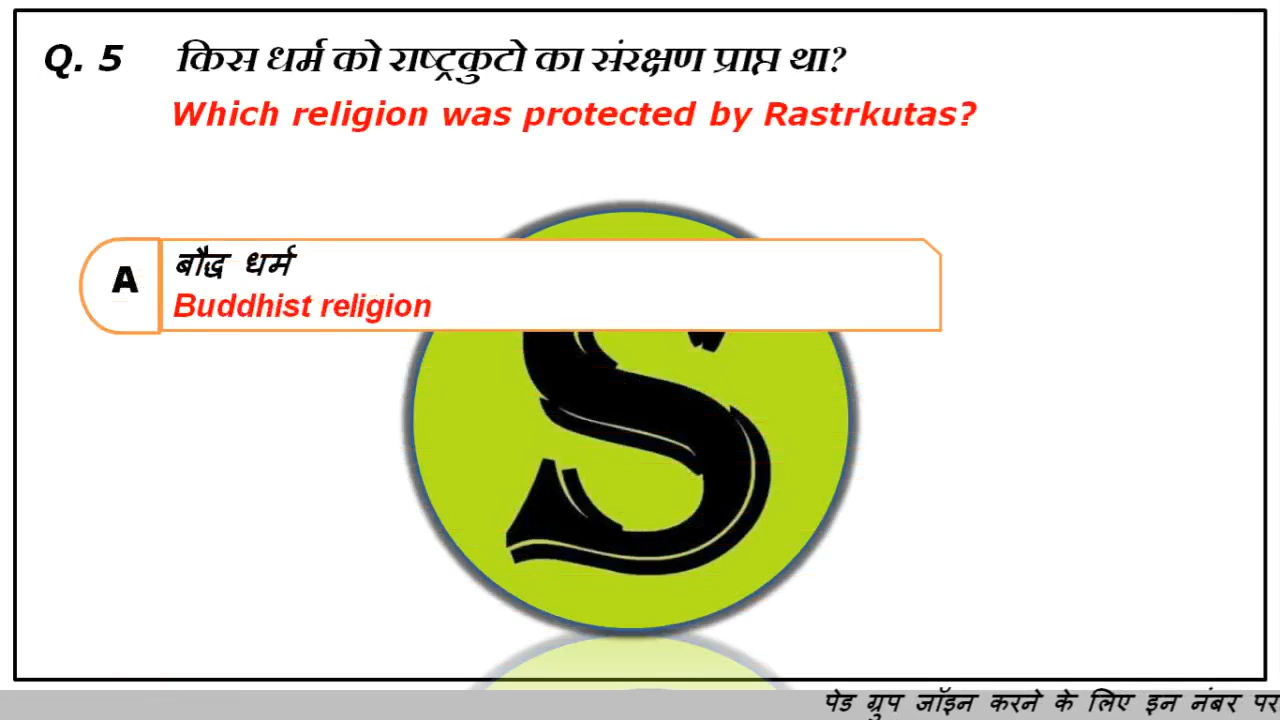 Q. 5 किस धर्म को राष्ट्रकुटो का संरक्षण प्राप्त था?
Which religion was protected by Rastrkutas?
A बौद्ध धर्म
Buddhist religion
S
पेड ग्रुप जॉइन करने के लिए इन नंबर पर